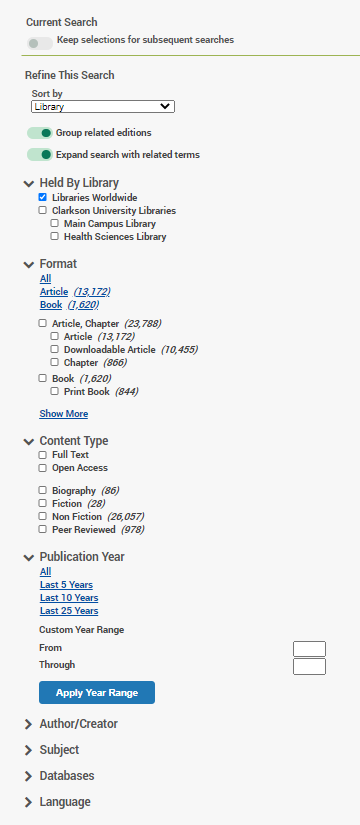 Current Search
Keep selections for subsequent searches
Refine This Search
Sort by
Library
Group related editions
Expand search with related terms
Held By Library
Libraries Worldwide
Clarkson University Libraries
Main Campus Library
Health Sciences Library
Format
All
Article (13,172)
Book (1,620)
Article, Chapter (23,788)
Article (13,172)
Downloadable Article (10,455)
Chapter (866)
Book (1,620)
Print Book (844)
Show More
Content Type
Full Text
Open Access
Biography (86)
Fiction (28)
Non Fiction (26,057)
Peer Reviewed (978)
Publication Year
All
Last 5 Years
Last 10 Years
Last 25 Years
Custom Year Range
From
Through
Apply Year Range
Author/Creator
Subject
Databases
Language